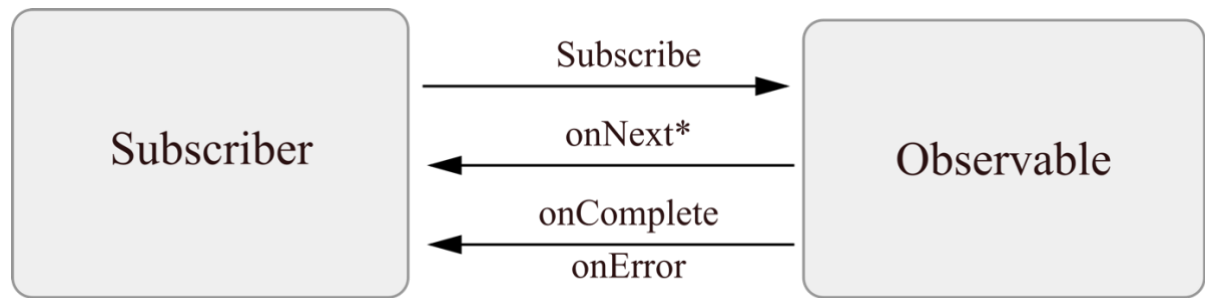 Subscriber
Subscribe
onNext*
onComplete
onError
Observable